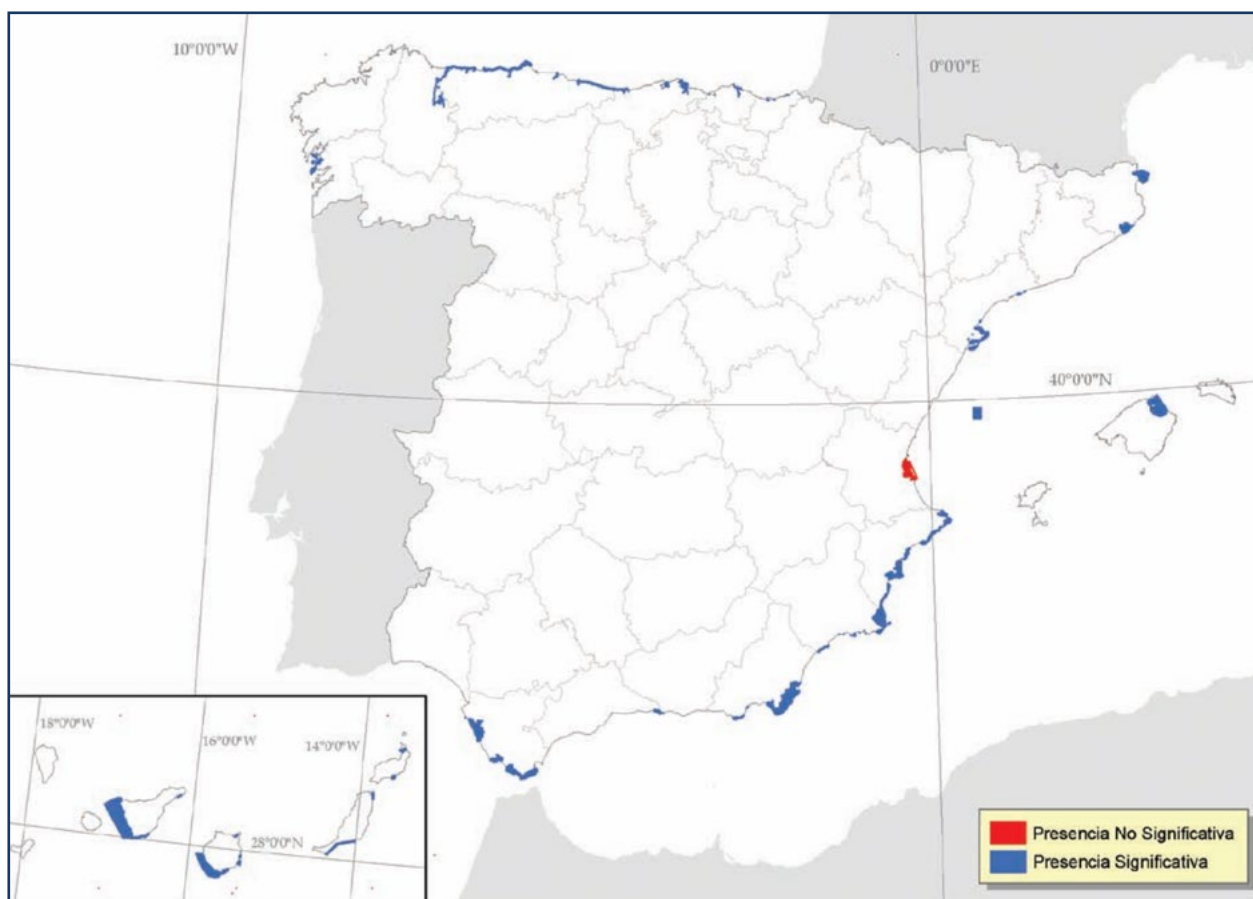 10°0'0"W
0°0'0"E
40°0'0"N
18°0'0"W
16°0'0"W
14°0'0"W
28°0'0"N
Presencia No Significativa
Presencia Significativa